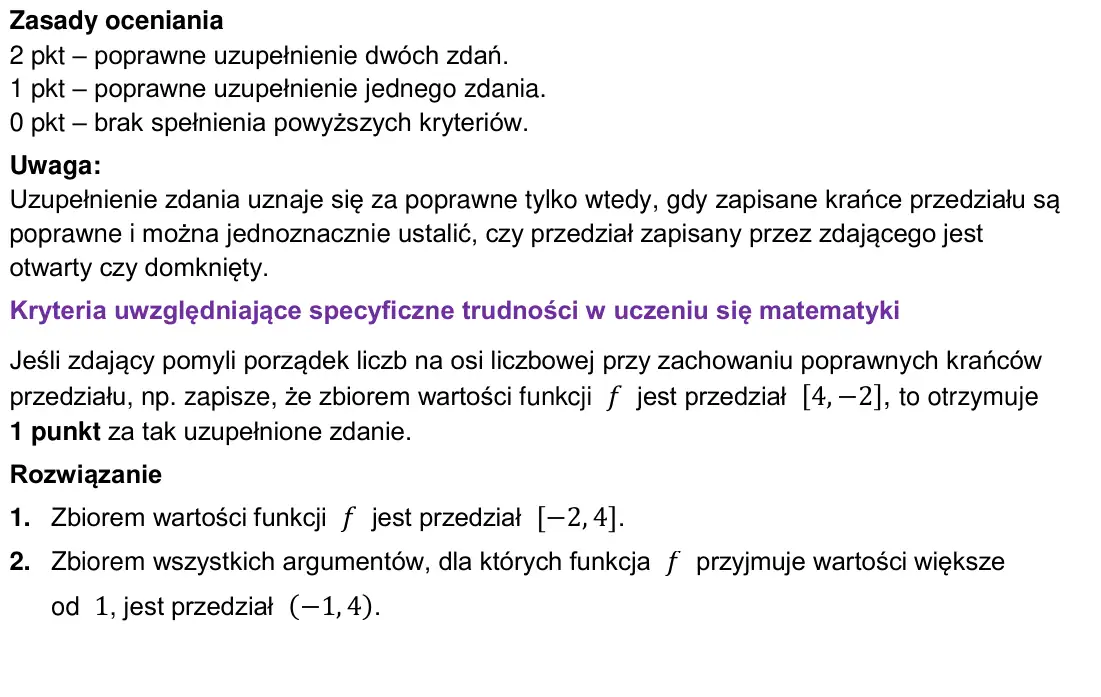 Zasady oceniania
2 pkt – poprawne uzupełnienie dwóch zdań.
1 pkt – poprawne uzupełnienie jednego zdania.
0 pkt – brak spełnienia powyższych kryteriów.
Uwaga:
Uzupełnienie zdania uznaje się za poprawne tylko wtedy, gdy zapisane krańce przedziału są
poprawne i można jednoznacznie ustalić, czy przedział zapisany przez zdającego jest
otwarty czy domknięty.
Kryteria uwzględniające specyficzne trudności w uczeniu się matematyki
Jeśli zdający pomyli porządek liczb na osi liczbowej przy zachowaniu poprawnych krańców
przedziału, np. zapisze, że zbiorem wartości funkcji f jest przedział [4, −2], to otrzymuje
1 punkt za tak uzupełnione zdanie.
Rozwiązanie
1. Zbiorem wartości funkcji f jest przedział [−2, 4].
2. Zbiorem wszystkich argumentów, dla których funkcja f przyjmuje wartości większe
od 1, jest przedział (−1, 4).